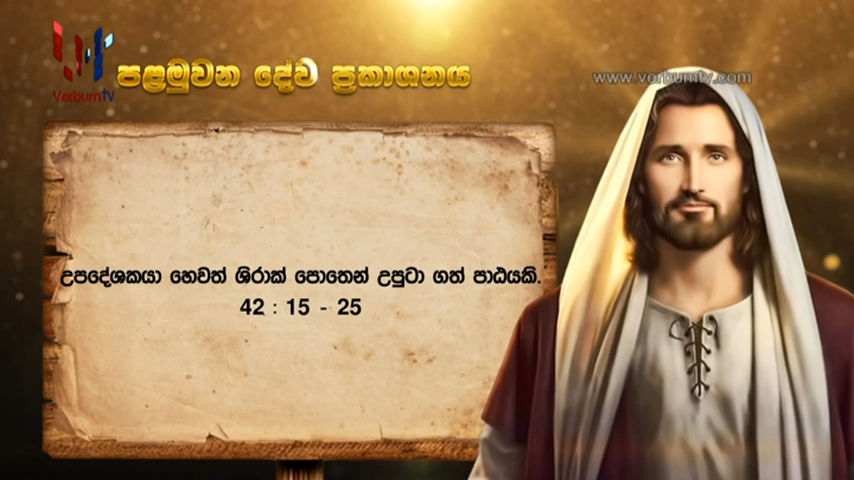 VerbumTV
පළමුවන දේව ප්‍රකාශනය
www.verbumtv.com
උපදේශකයා හෙවත් ශිරාක් පොතෙන් උපුටා ගත් පාඨයකි.
42 : 15 - 25